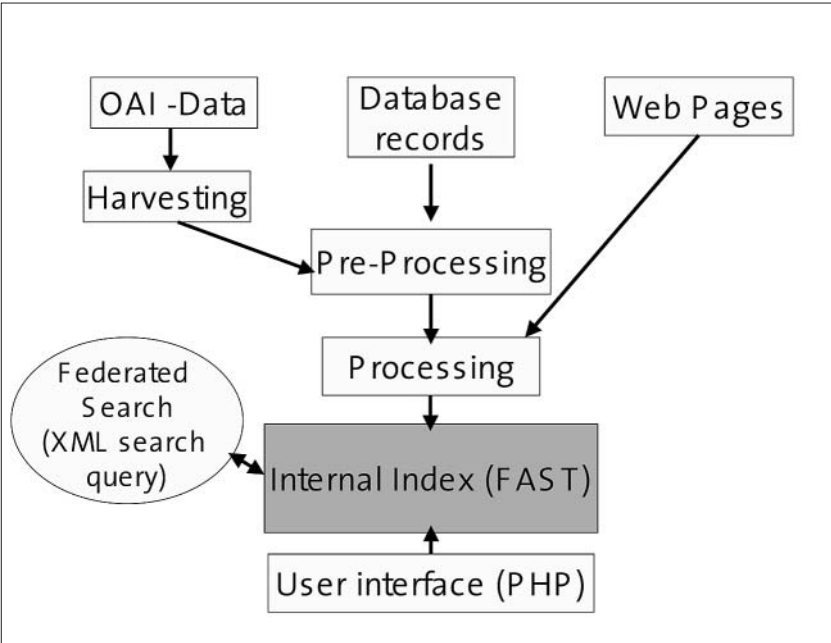 OAI -Data
Database
records
Web Pages
Harvesting
Pre-Processing
Processing
Federated
Search
(XML search
query)
Internal Index (FAST)
User interface (PHP)